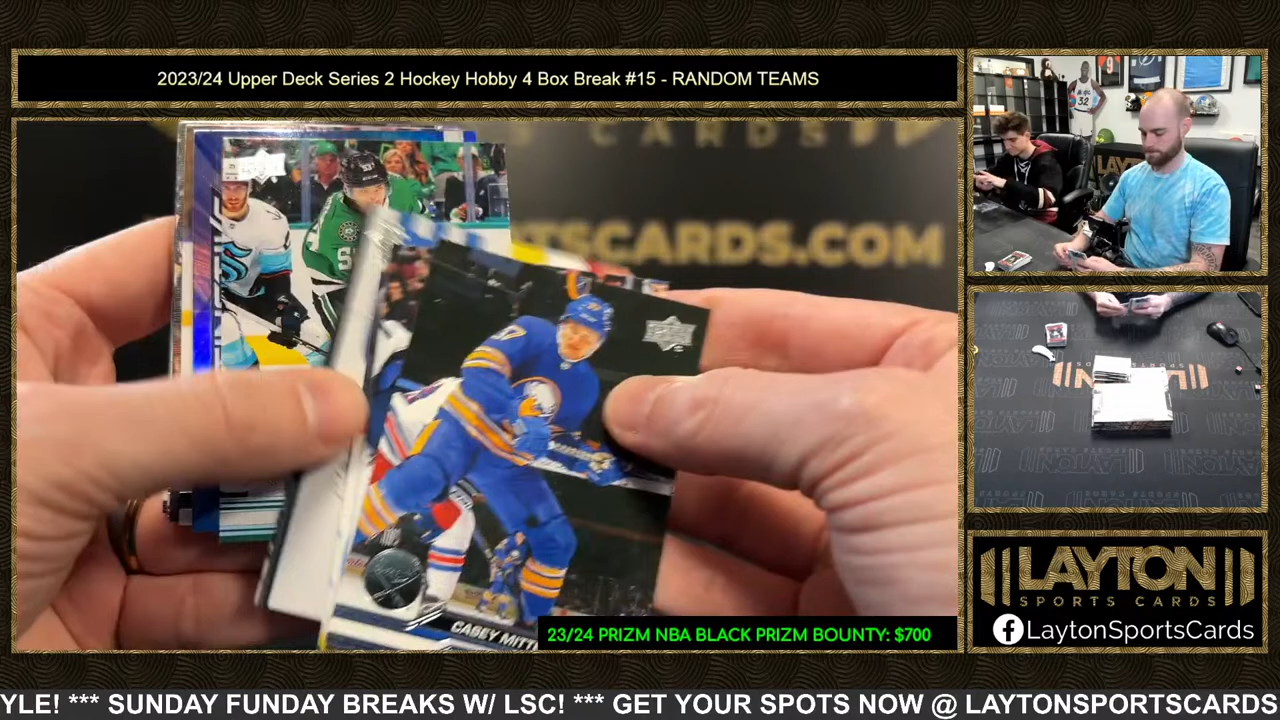 2023/24 Upper Deck Series 2 Hockey Hobby 4 Box Break #15 - RANDOM TEAMS
CARDS
TSCARDS.COM
CASEY MITT
23/24 PRIZM NBA BLACK PRIZM BOUNTY: $700
LAYTON
SPORTS CARDS
LaytonSportsCards
YLE! *** SUNDAY FUNDAY BREAKS W/ LSC! *** GET YOUR SPOTS NOW @ LAYTONSPORTSCARDS